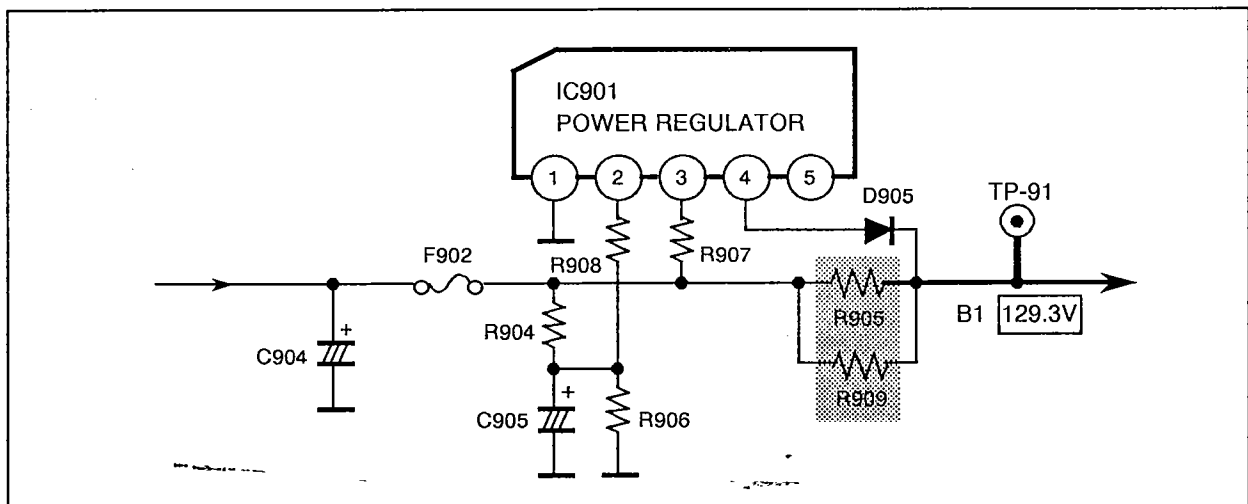 IC901
POWER REGULATOR
1 2 3 4 5
D905
TP-91
F902
R908
R907
R904
R905
B1 129.3V
+
C904
+
C905
R906
R909